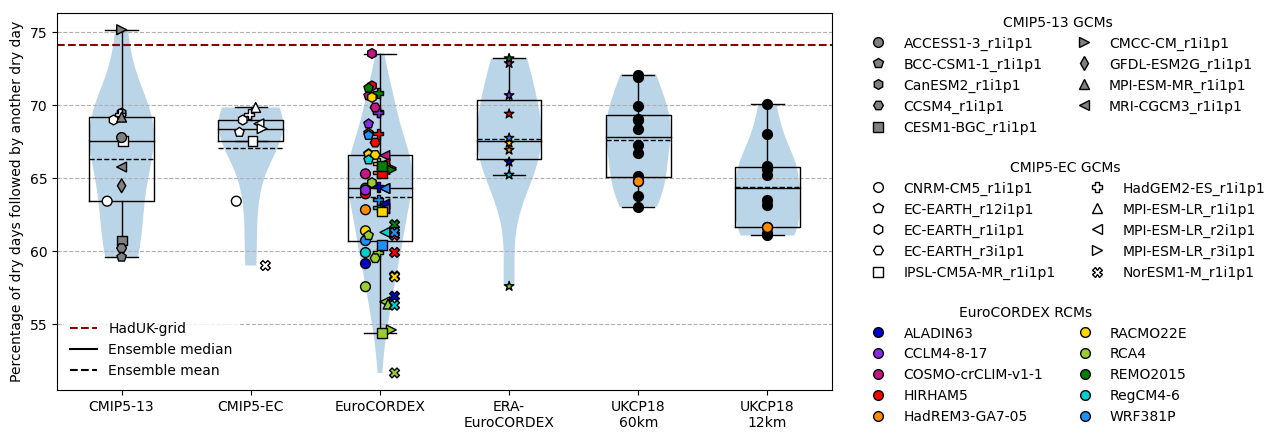 Percentage of dry days followed by another dry day
75
70
65
60
55
HadUK-grid
Ensemble median
Ensemble mean
CMIP5-13
CMIP5-EC
EuroCORDEX
ERA-
EuroCORDEX
UKCP18
60km
UKCP18
12km
CMIP5-13 GCMs
ACCESS1-3_r1i1p1
BCC-CSM1-1_r1i1p1
CanESM2_r1i1p1
CCSM4_r1i1p1
CESM1-BGC_r1i1p1
CMCC-CM_r1i1p1
GFDL-ESM2G_r1i1p1
MPI-ESM-MR_r1i1p1
MRI-CGCM3_r1i1p1
CMIP5-EC GCMs
CNRM-CM5_r1i1p1
EC-EARTH_r12i1p1
EC-EARTH_r1i1p1
EC-EARTH_r3i1p1
IPSL-CM5A-MR_r1i1p1
HadGEM2-ES_r1i1p1
MPI-ESM-LR_r1i1p1
MPI-ESM-LR_r2i1p1
MPI-ESM-LR_r3i1p1
NorESM1-M_r1i1p1
EuroCORDEX RCMs
ALADIN63
CCLM4-8-17
COSMO-crCLIM-v1-1
HIRHAM5
HadREM3-GA7-05
RACMO22E
RCA4
REMO2015
RegCM4-6
WRF381P